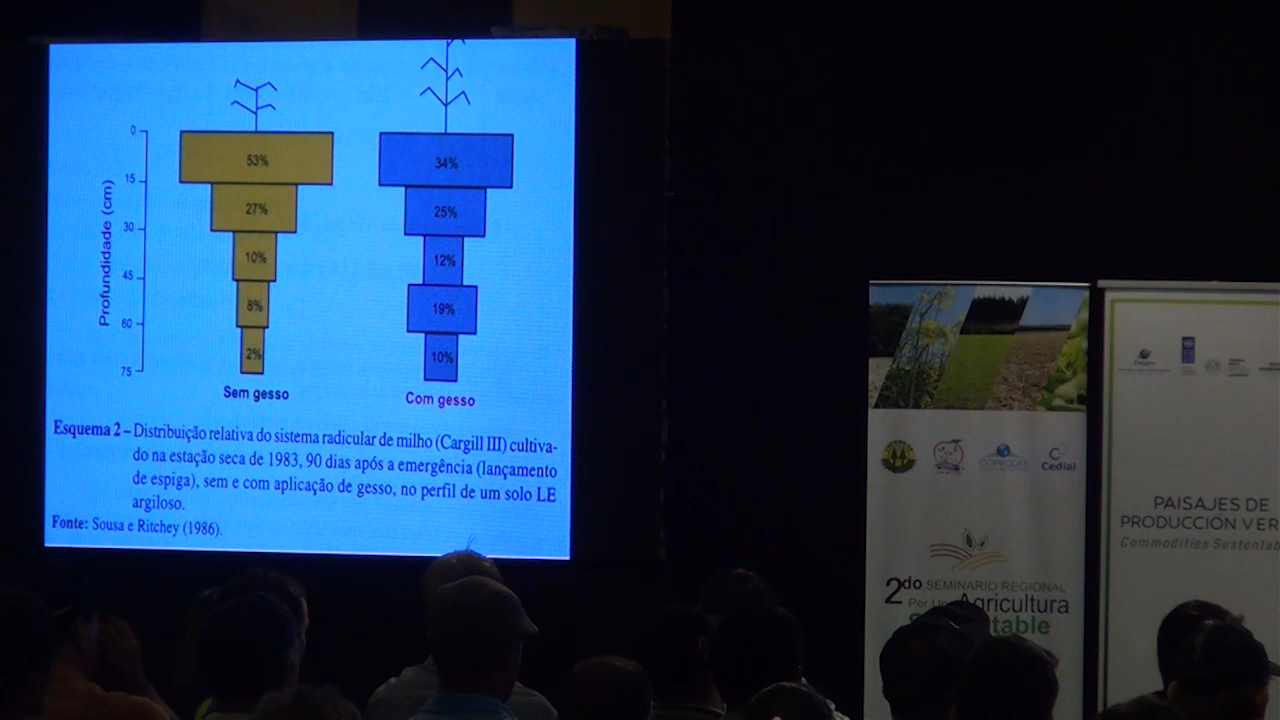 0
15
30
45
60
75
Profundidade (cm)
53%
27%
10%
8%
2%
Sem gesso
34%
25%
12%
19%
10%
Com gesso
Esquema 2 – Distribuição relativa do sistema radicular de milho (Cargill III) cultiva-
do na estação seca de 1983, 90 dias após a emergência (lançamento
de espiga), sem e com aplicação de gesso, no perfil de um solo LE
argiloso.
Fonte: Sousa e Ritchey (1986).
Cedial
2do SEMINARIO REGIONAL
Por
Agricultura
PAISAJES DE
PRODUCCIÓN
Commodities